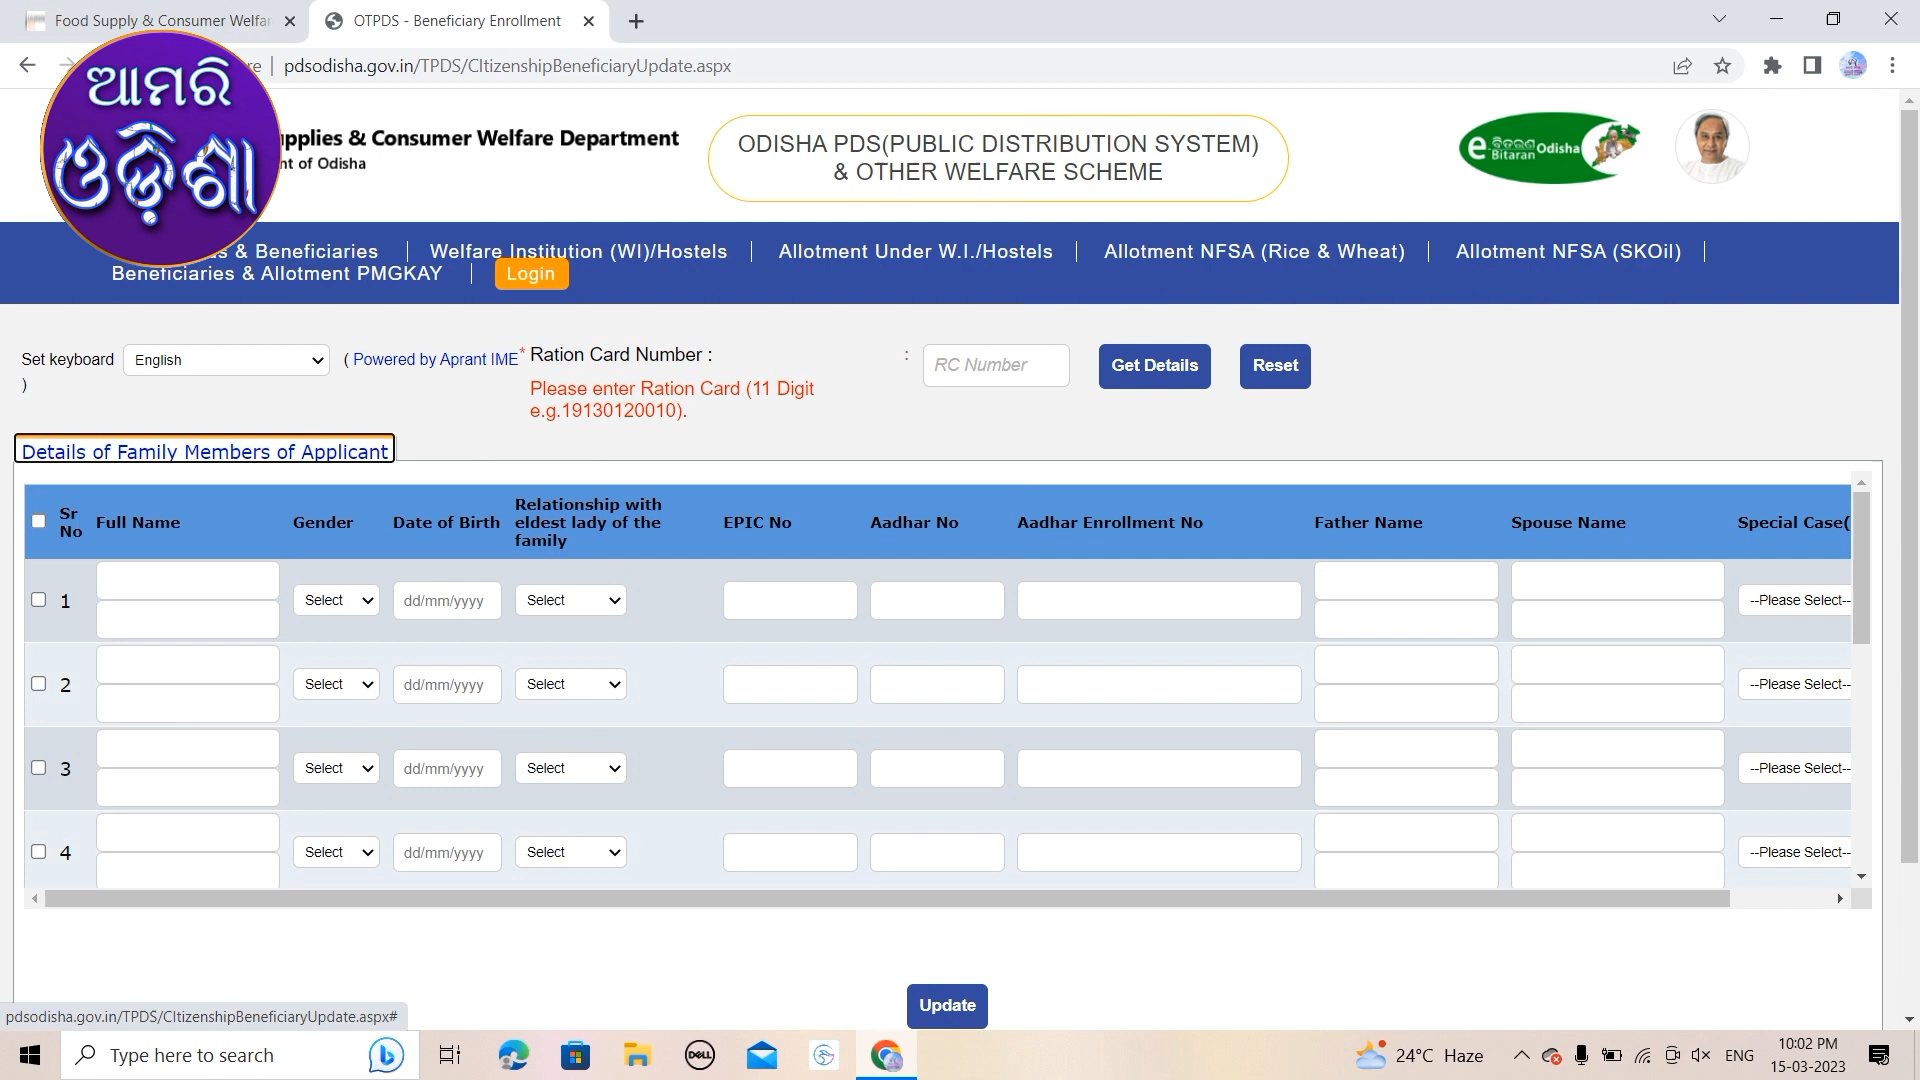 Food Supply & Consumer Welfar
OTPDS - Beneficiary Enrollment
re | pdsodisha.gov.in/TPDS/CItizenshipBeneficiaryUpdate.aspx
ଆମରି
ଓଡ଼ିଶା
pplies & Consumer Welfare Department
nt of Odisha
ODISHA PDS(PUBLIC DISTRIBUTION SYSTEM)
& OTHER WELFARE SCHEME
e-ବିତରଣ Bitaran Odisha
s & Beneficiaries | Welfare Institution (WI)/Hostels | Allotment Under W.I./Hostels | Allotment NFSA (Rice & Wheat) | Allotment NFSA (SKOil) |
Beneficiaries & Allotment PMGKAY | Login
Set keyboard English ( Powered by Aprant IME
)
* Ration Card Number : : RC Number Get Details Reset
Please enter Ration Card (11 Digit
e.g.19130120010).
Details of Family Members of Applicant
Sr No Full Name Gender Date of Birth Relationship with eldest lady of the family EPIC No Aadhar No Aadhar Enrollment No Father Name Spouse Name Special Case(
1 Select dd/mm/yyyy Select --Please Select--
2 Select dd/mm/yyyy Select --Please Select--
3 Select dd/mm/yyyy Select --Please Select--
4 Select dd/mm/yyyy Select --Please Select--
Update
pdsodisha.gov.in/TPDS/CItizenshipBeneficiaryUpdate.aspx#
Type here to search
DELL
24°C Haze
ENG
10:02 PM
15-03-2023